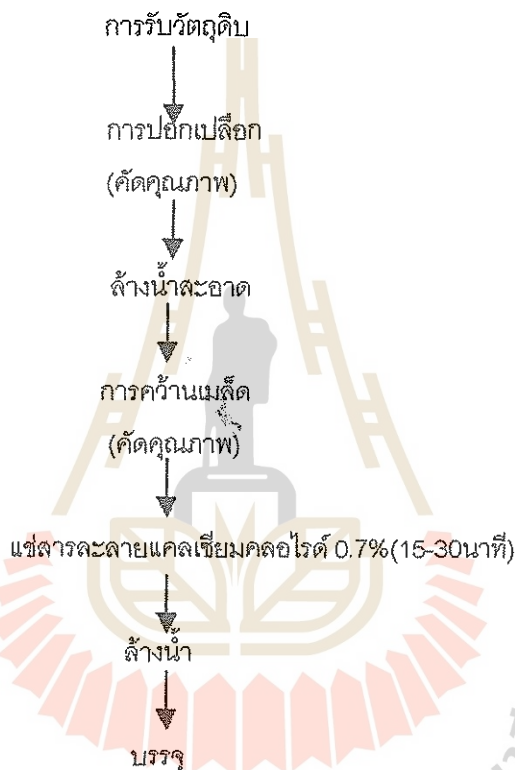 การรับวัตถุดิบ
การปอกเปลือก
(คัดคุณภาพ)
ล้างน้ำสะอาด
การคว้านเมล็ด
(คัดคุณภาพ)
แช่สารละลายแคลเซียมคลอไรด์ 0.7%(15-30นาที)
ล้างน้ำ
บรรจุ